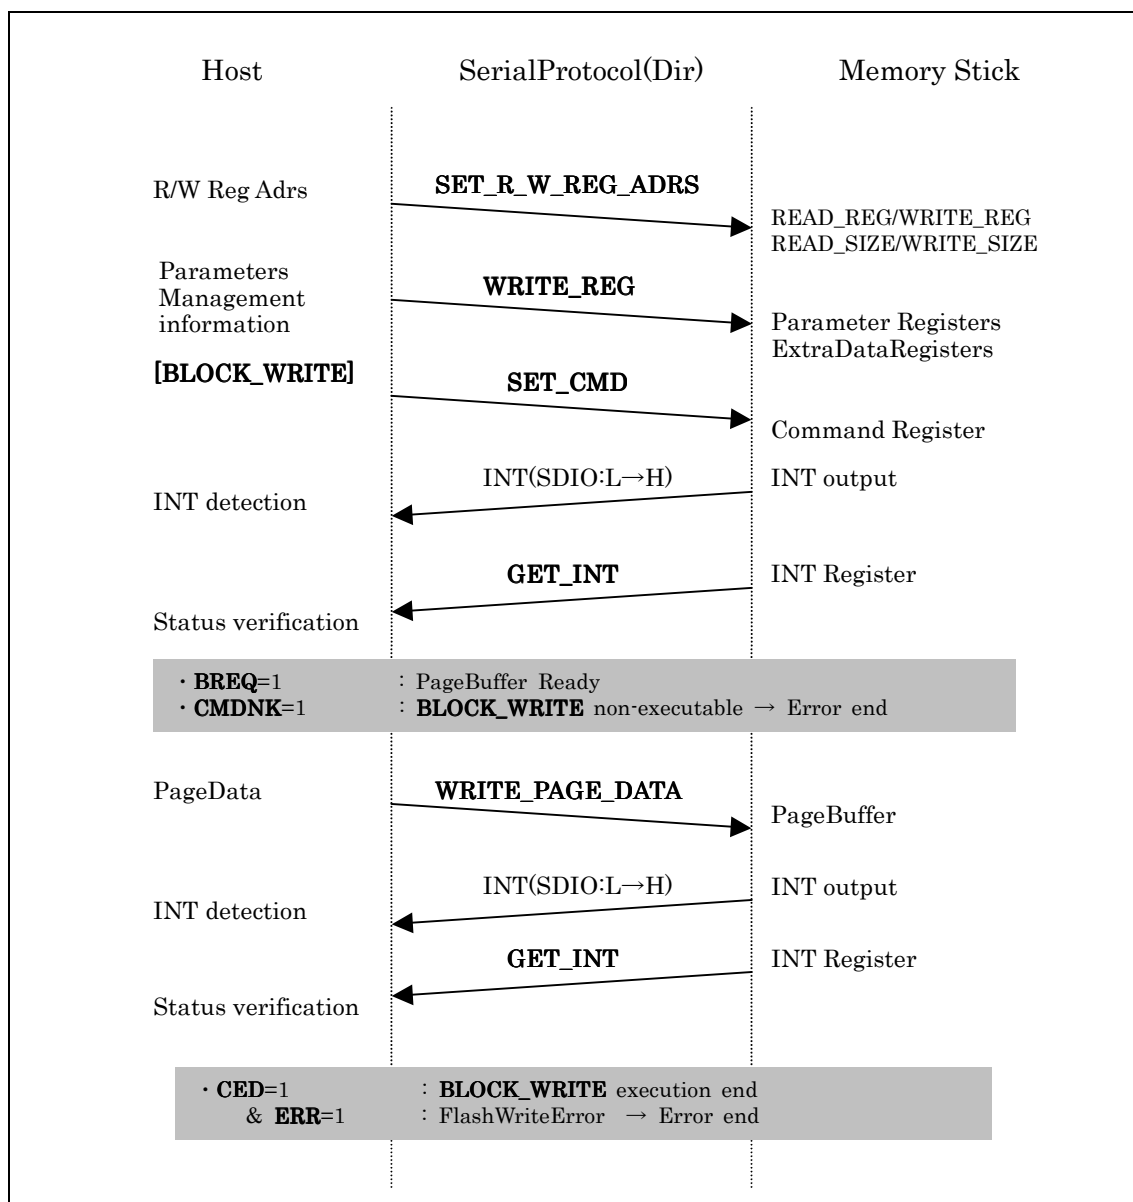 Host SerialProtocol(Dir) Memory Stick
R/W Reg Adrs SET_R_W_REG_ADRS
READ_REG/WRITE_REG
READ_SIZE/WRITE_SIZE
Parameters
Management
information
WRITE_REG
Parameter Registers
ExtraDataRegisters
[BLOCK_WRITE] SET_CMD
Command Register
INT(SDIO:L→H) INT output
INT detection
GET_INT INT Register
Status verification
・BREQ=1 : PageBuffer Ready
・CMDNK=1 : BLOCK_WRITE non-executable → Error end
PageData WRITE_PAGE_DATA
PageBuffer
INT(SDIO:L→H) INT output
INT detection
GET_INT INT Register
Status verification
・CED=1 : BLOCK_WRITE execution end
& ERR=1 : FlashWriteError → Error end